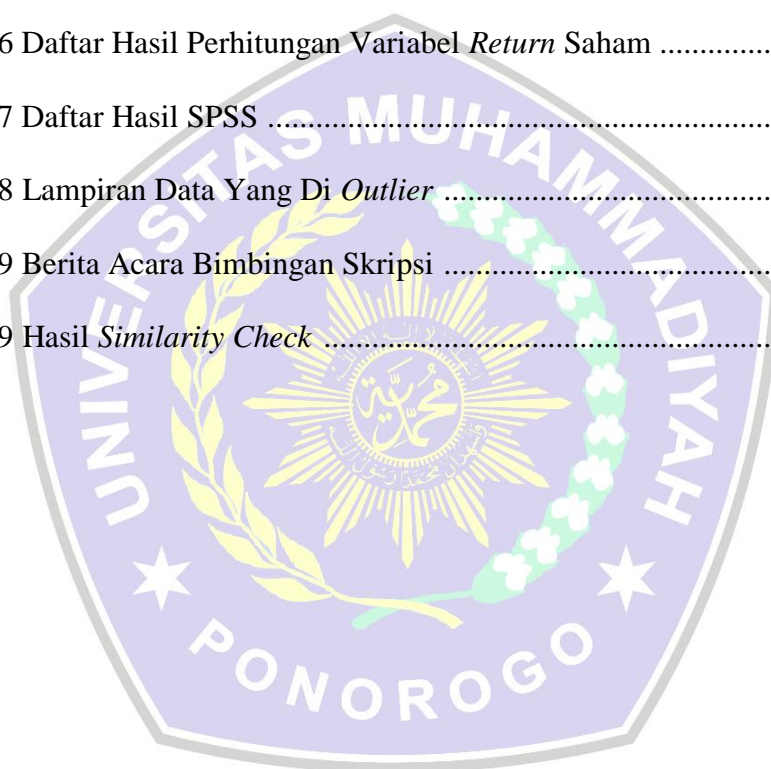 6 Daftar Hasil Perhitungan Variabel Return Saham ..............
7 Daftar Hasil SPSS ..................................................................
8 Lampiran Data Yang Di Outlier ...........................................
9 Berita Acara Bimbingan Skripsi ...........................................
9 Hasil Similarity Check ..........................................................
UNIVERSITAS MUHAMMADIYAH
محمدية
PONOROGO